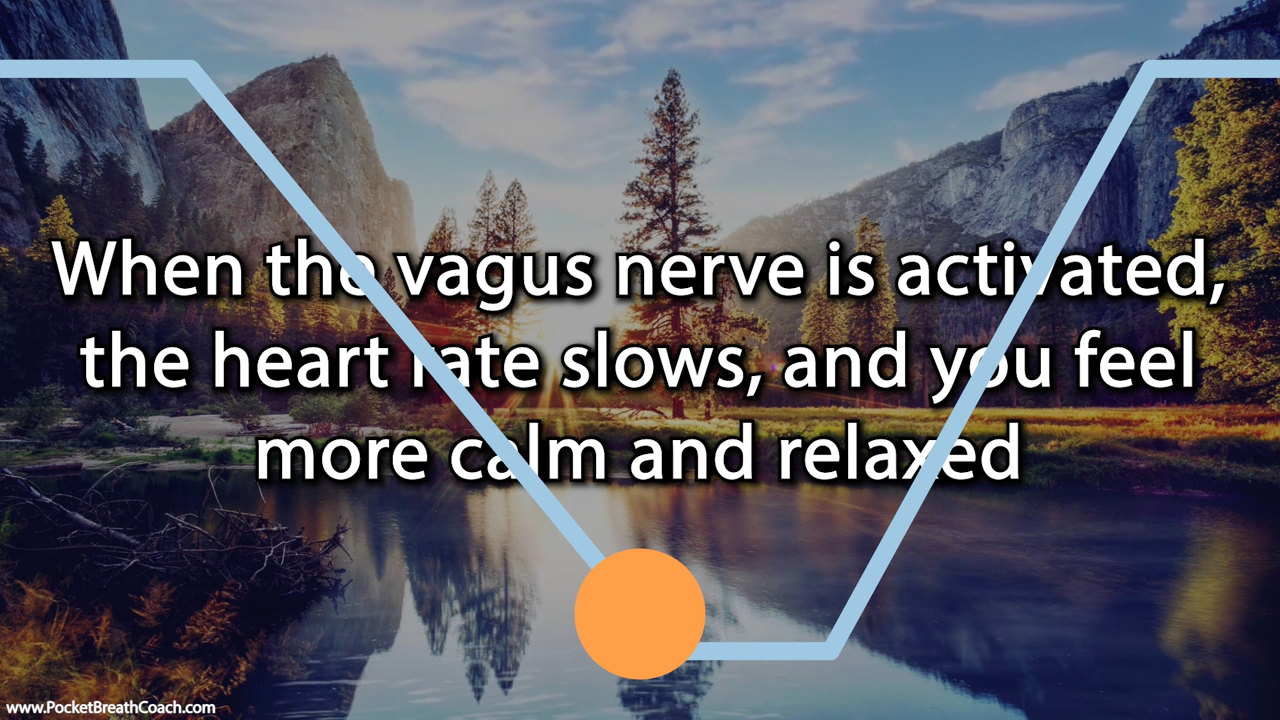 When the vagus nerve is activated,
the heart rate slows, and you feel
more calm and relaxed
www.PocketBreathCoach.com